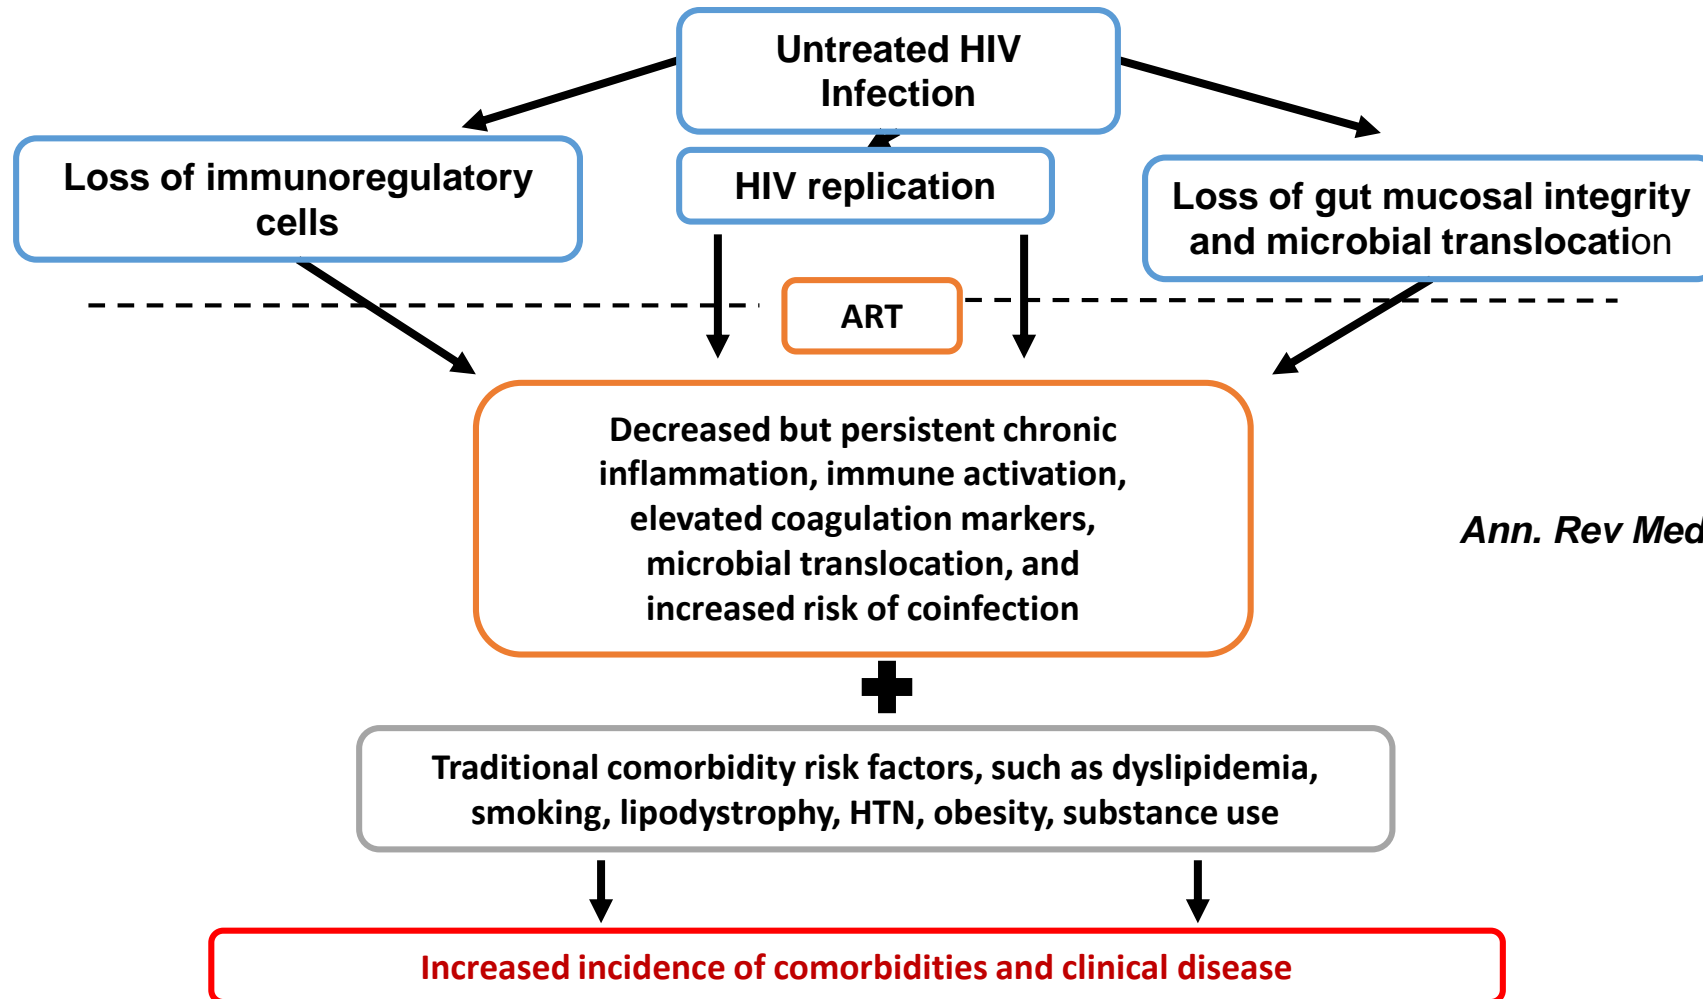 Untreated HIV
Infection
Loss of immunoregulatory
cells
HIV replication
Loss of gut mucosal integrity
and microbial translocation
ART
Decreased but persistent chronic
inflammation, immune activation,
elevated coagulation markers,
microbial translocation, and
increased risk of coinfection
Ann. Rev Med
Traditional comorbidity risk factors, such as dyslipidemia,
smoking, lipodystrophy, HTN, obesity, substance use
Increased incidence of comorbidities and clinical disease